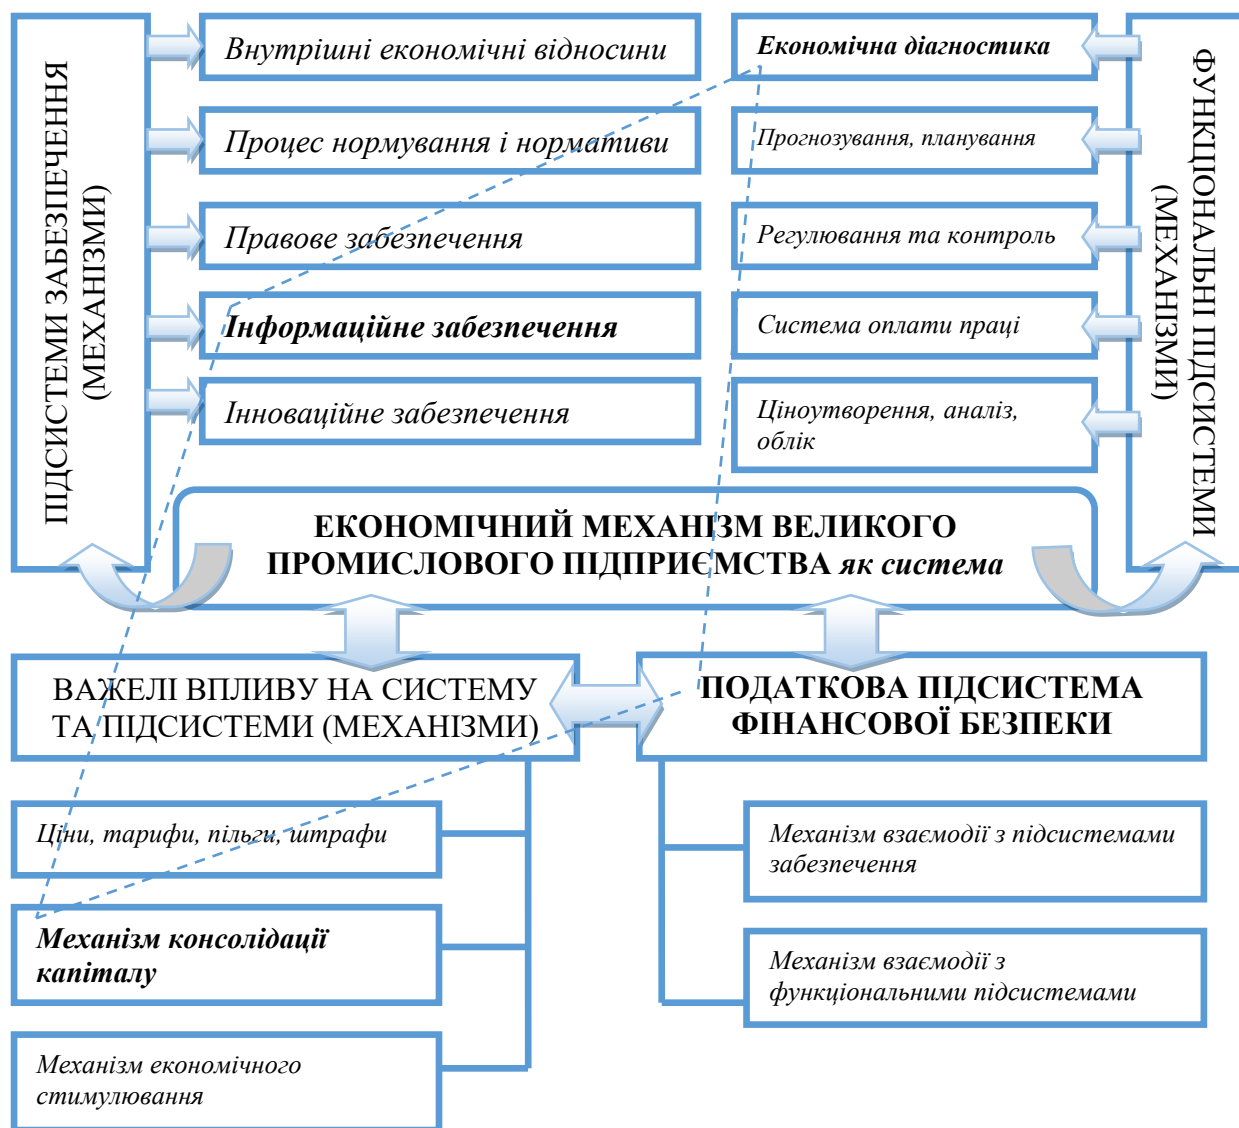 ПІДСИСТЕМИ ЗАБЕЗПЕЧЕННЯ
(МЕХАНІЗМИ)
Внутрішні економічні відносини
Процес нормування і нормативи
Правове забезпечення
Інформаційне забезпечення
Інноваційне забезпечення
Економічна діагностика
Прогнозування, планування
Регулювання та контроль
Система оплати праці
Ціноутворення, аналіз,
облік
ФУНКЦІОНАЛЬНІ ПІДСИСТЕМИ
(МЕХАНІЗМИ)
ЕКОНОМІЧНИЙ МЕХАНІЗМ ВЕЛИКОГО
ПРОМИСЛОВОГО ПІДПРИЄМСТВА як система
ВАЖЕЛІ ВПЛИВУ НА СИСТЕМУ
ТА ПІДСИСТЕМИ (МЕХАНІЗМИ)
Ціни, тарифи, пільги, штрафи
Механізм консолідації
капіталу
Механізм економічного
стимулювання
ПОДАТКОВА ПІДСИСТЕМА
ФІНАНСОВОЇ БЕЗПЕКИ
Механізм взаємодії з підсистемами
забезпечення
Механізм взаємодії з
функціональними підсистемами